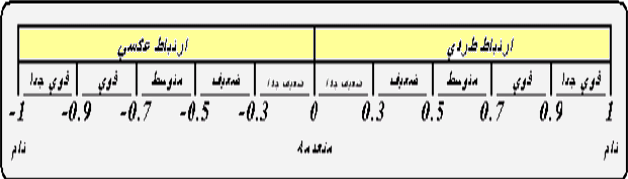 ارتباط طردي ارتباط عكسي
قوي جدا قوي متوسط ضعيف ضعيف جدا ضعيف جدا ضعيف متوسط قوي قوي جدا
-1 -0.9 -0.7 -0.5 -0.3 0 0.3 0.5 0.7 0.9 1
تام منعدمة تام